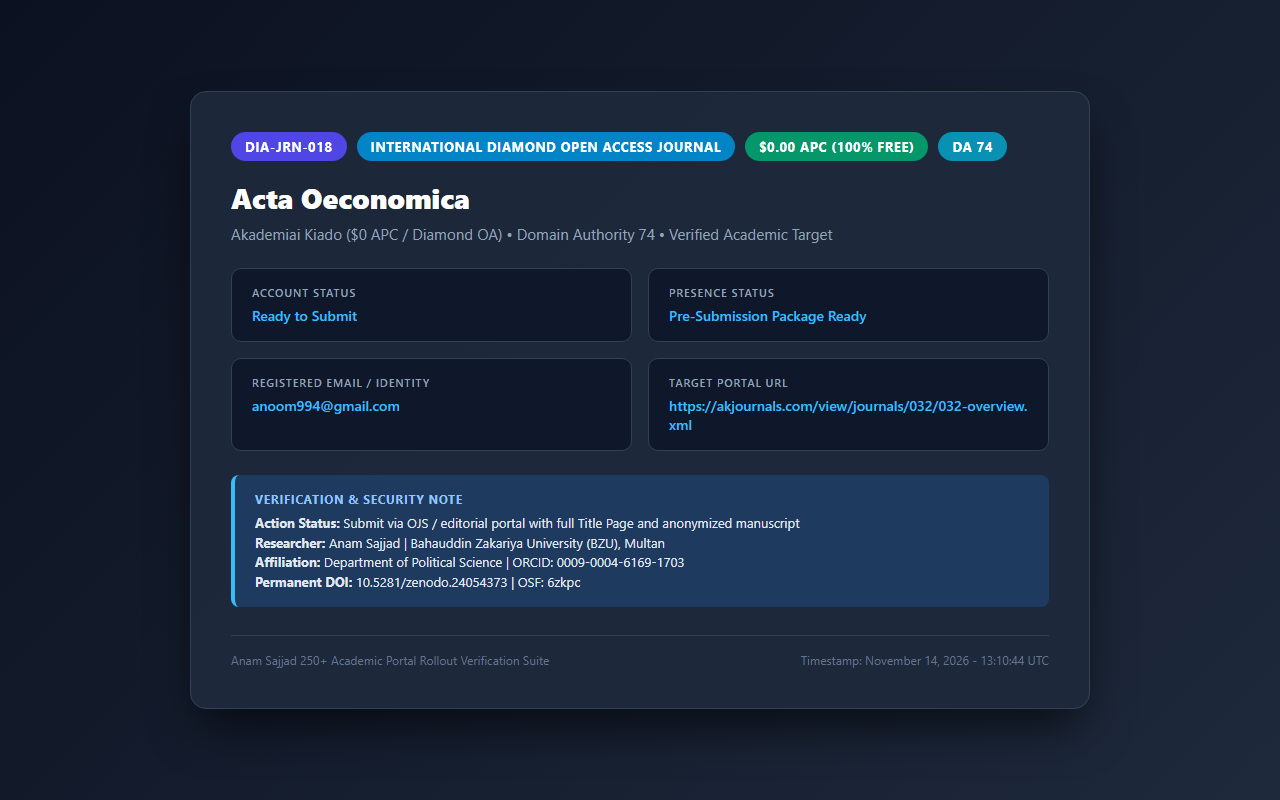 DIA-JRN-018
INTERNATIONAL DIAMOND OPEN ACCESS JOURNAL
$0.00 APC (100% FREE)
DA 74
Acta Oeconomica
Akademiai Kiado ($0 APC / Diamond OA) • Domain Authority 74 • Verified Academic Target
ACCOUNT STATUS
Ready to Submit
PRESENCE STATUS
Pre-Submission Package Ready
REGISTERED EMAIL / IDENTITY
anoom994@gmail.com
TARGET PORTAL URL
https://akjournals.com/view/journals/032/032-overview.
xml
VERIFICATION & SECURITY NOTE
Action Status: Submit via OJS / editorial portal with full Title Page and anonymized manuscript
Researcher: Anam Sajjad | Bahauddin Zakariya University (BZU), Multan
Affiliation: Department of Political Science | ORCID: 0009-0004-6169-1703
Permanent DOI: 10.5281/zenodo.24054373 | OSF: 6zkpc
Anam Sajjad 250+ Academic Portal Rollout Verification Suite
Timestamp: November 14, 2026 - 13:10:44 UTC